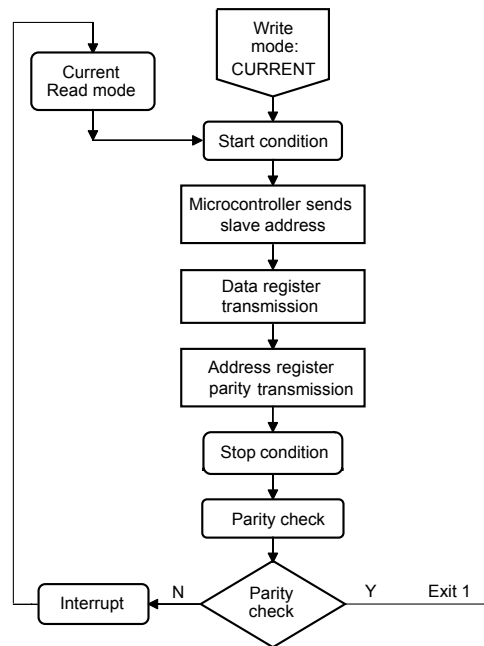 Write
mode:
CURRENT
Current
Read mode
Start condition
Microcontroller sends
slave address
Data register
transmission
Address register
parity transmission
Stop condition
Parity check
Interrupt
N
Parity
check
Y
Exit 1